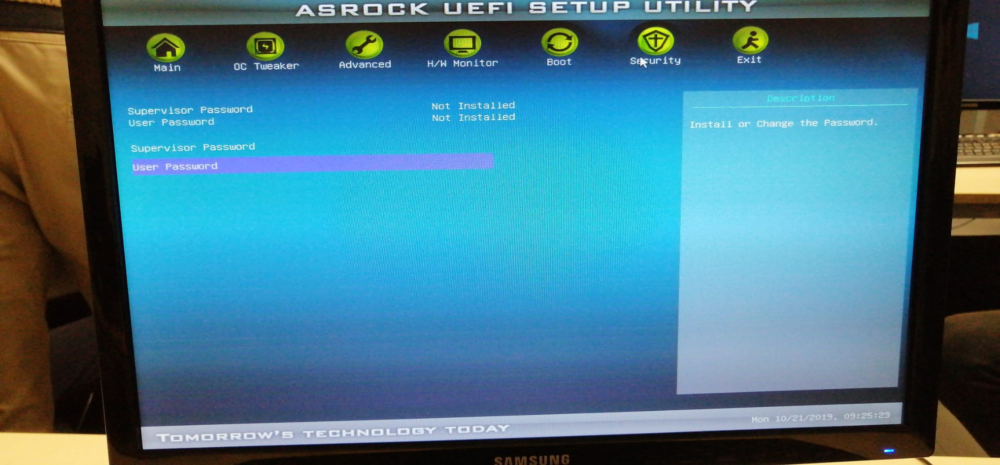 ASROCK UEFI SETUP UTILITY
Main OC Tweaker Advanced H/W Monitor Boot Security Exit
Supervisor Password Not Installed
User Password Not Installed
Supervisor Password
User Password
Description
Install or Change the Password.
Mon 10/21/2019, 09:25:23
TOMORROW'S TECHNOLOGY TODAY
SAMSUNG